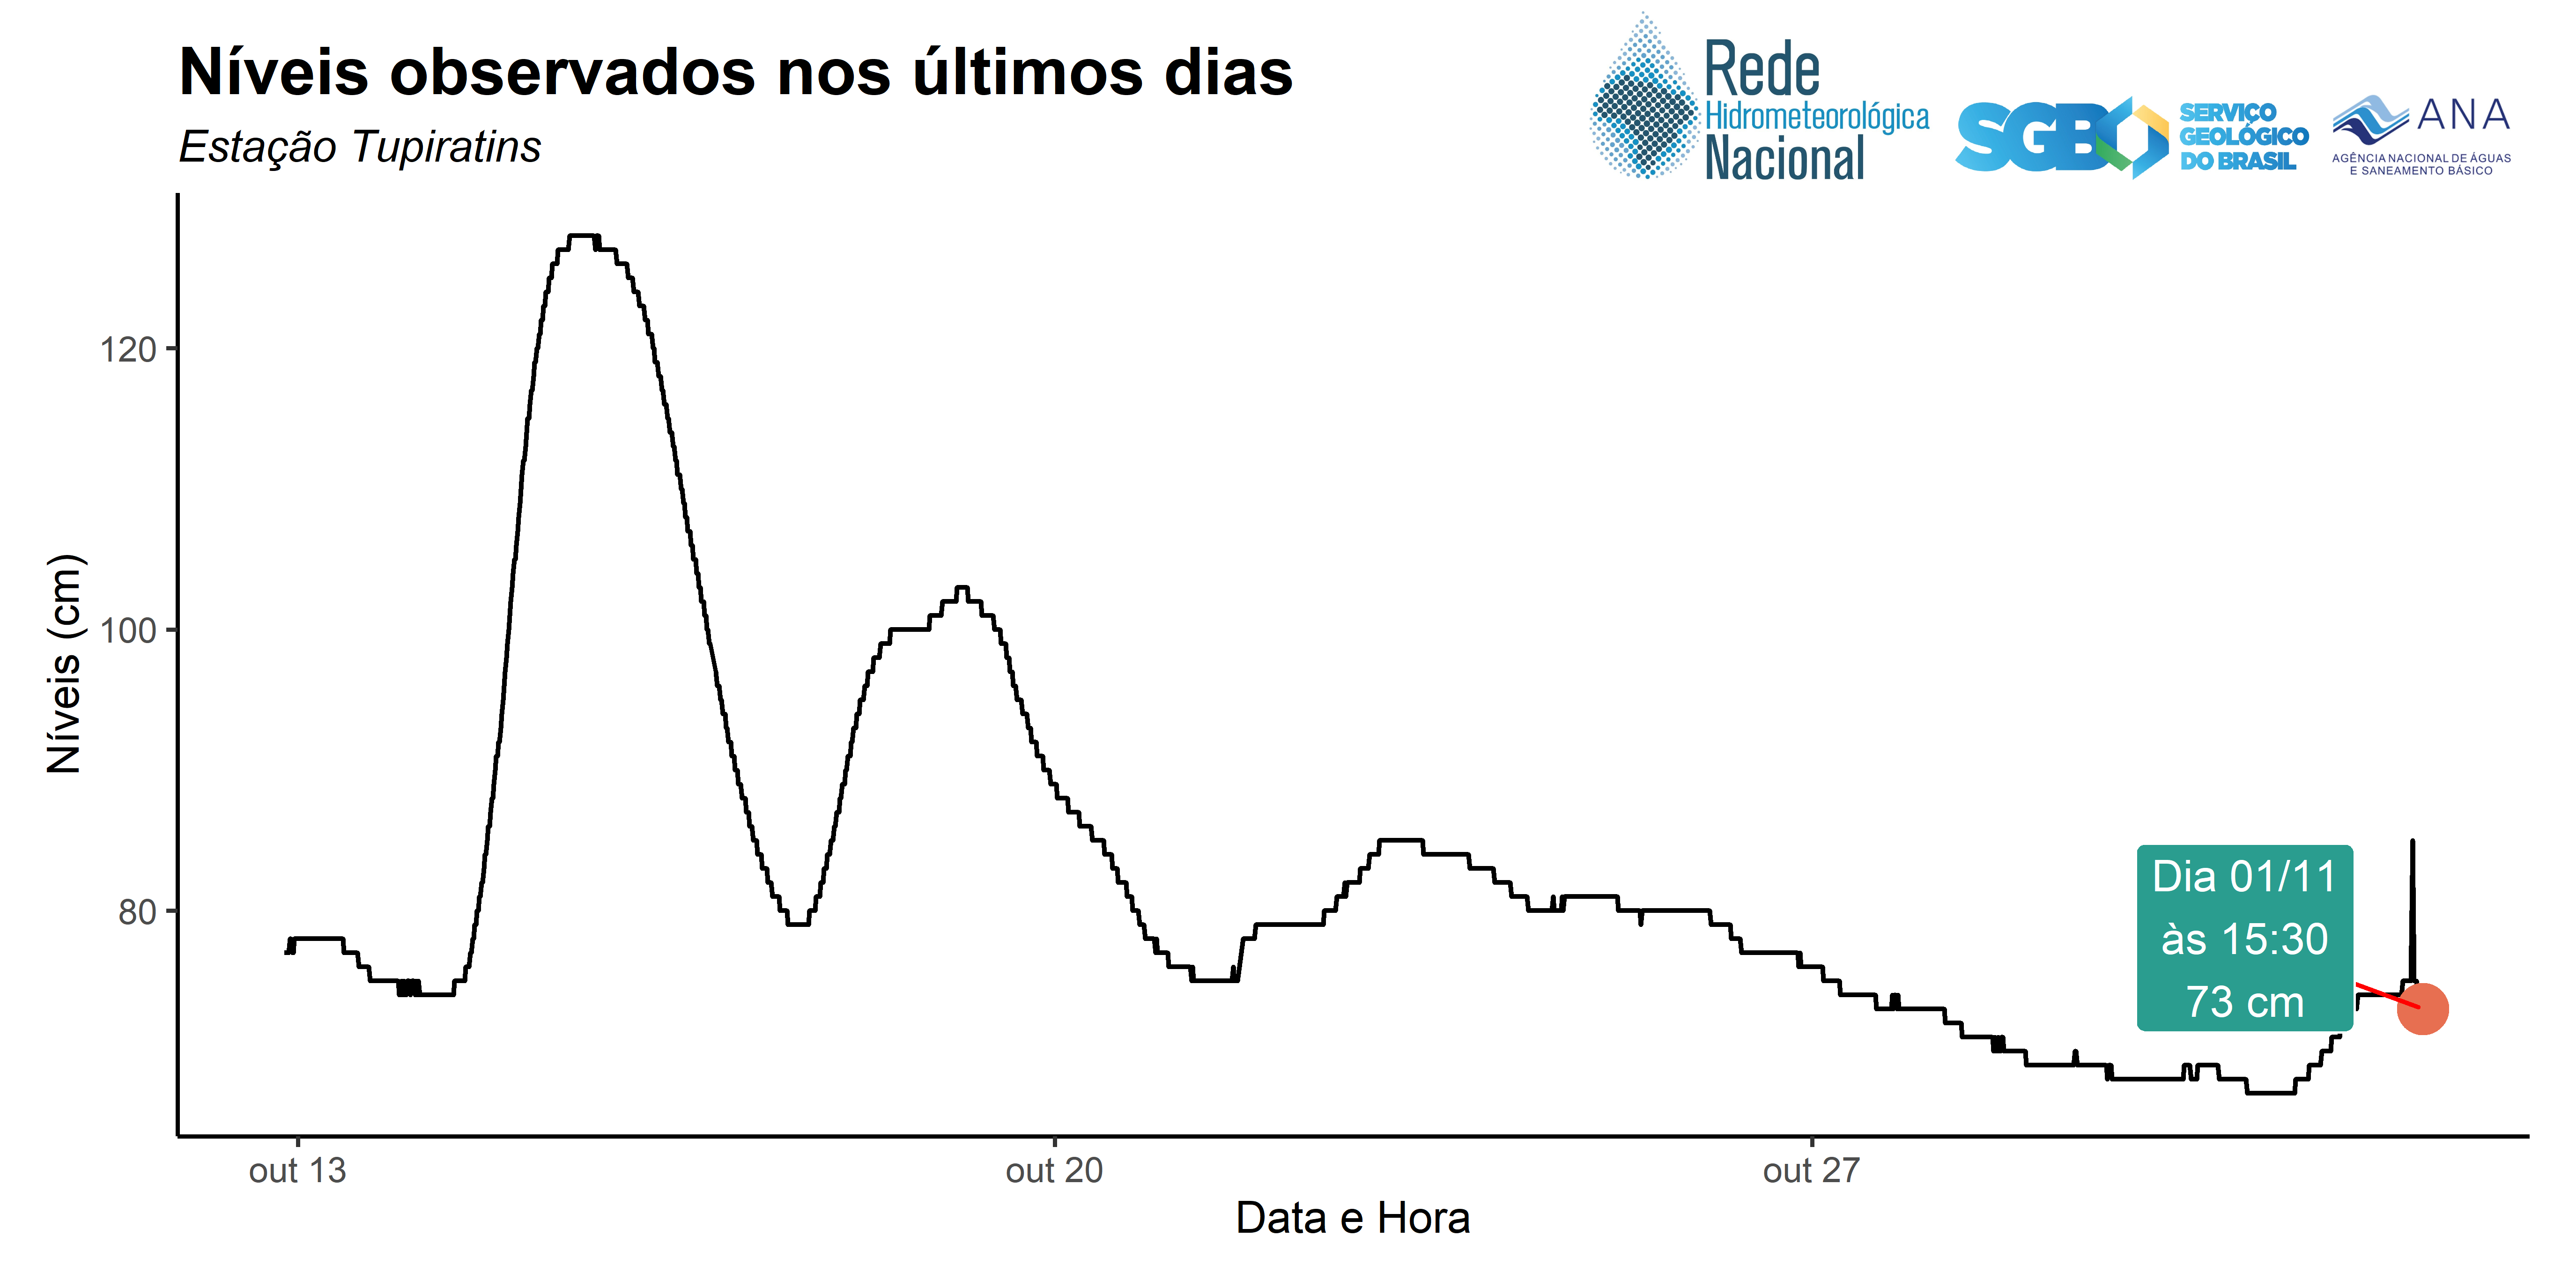 Níveis observados nos últimos dias
Estação Tupiratins
Rede
Hidrometeorológica
Nacional
SGB
SERVIÇO
GEOLÓGICO
DO BRASIL
ANA
AGÊNCIA NACIONAL DE ÁGUAS
E SANEAMENTO BÁSICO
Níveis (cm)
120
100
80
Dia 01/11
às 15:30
73 cm
out 13
out 20
out 27
Data e Hora